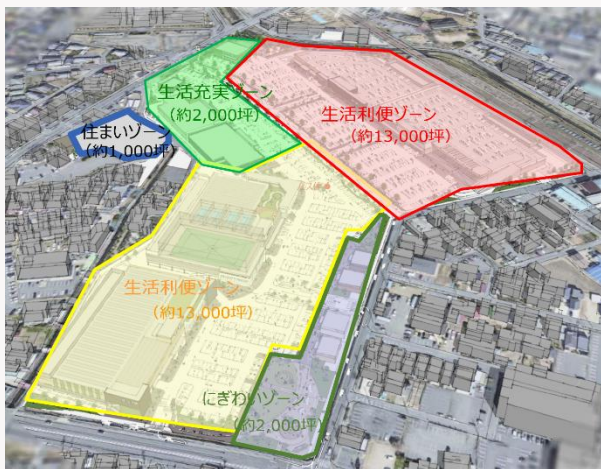 生活充実ゾーン
（約2,000坪）
生活利便ゾーン
（約13,000坪）
住まいゾーン
（約1,000坪）
生活利便ゾーン
（約13,000坪）
にぎわいゾーン
（約2,000坪）